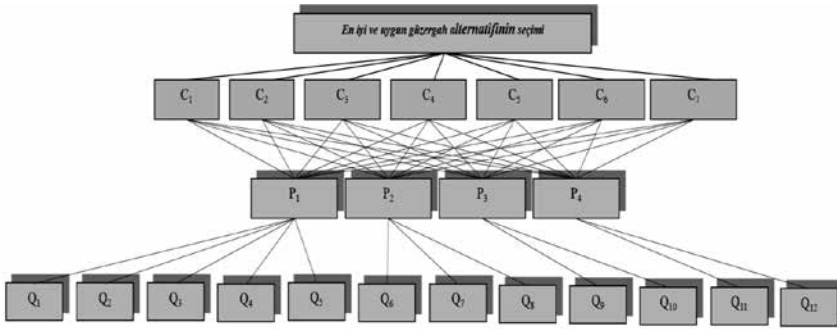 En iyi ve uygun güzergah alternatifinin seçimi
C₁ C₂ C₃ C₄ C₅ C₆ C₇
P₁ P₂ P₃ P₄
Q₁ Q₂ Q₃ Q₄ Q₅ Q₆ Q₇ Q₈ Q₉ Q₁₀ Q₁₁ Q₁₂